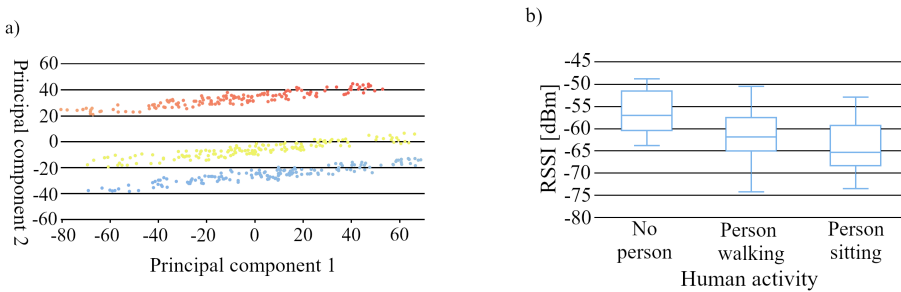 a)
Principal component 2
60
40
20
0
-20
-40
-60
-80 -60 -40 -20 0 20 40 60
Principal component 1
b)
RSSI [dBm]
-45
-50
-55
-60
-65
-70
-75
-80
No person
Person walking
Person sitting
Human activity